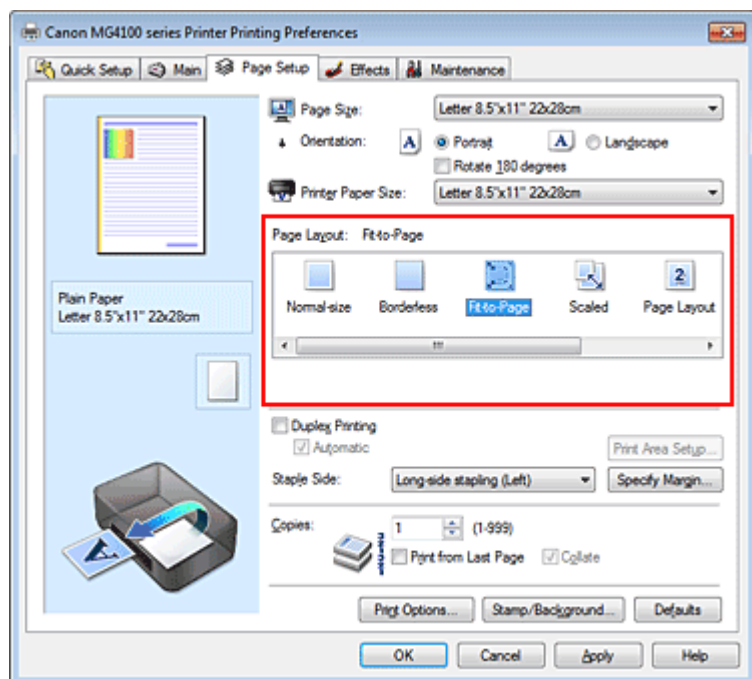 Canon MG4100 series Printer Printing Preferences
Quick Setup Main Page Setup Effects Maintenance
Page Size: Letter 8.5"x11" 22x28cm
Orientation: A Portrait A Landscape
Rotate 180 degrees
Printer Paper Size: Letter 8.5"x11" 22x28cm
Page Layout: Fit-to-Page
Normal-size Borderless Fit-to-Page Scaled Page Layout
Plain Paper
Letter 8.5"x11" 22x28cm
Duplex Printing
Automatic Print Area Setup...
Staple Side: Long-side stapling (Left) Specify Margin...
Copies: 1 (1-999)
Print from Last Page Collate
Print Options... Stamp/Background... Defaults
OK Cancel Apply Help